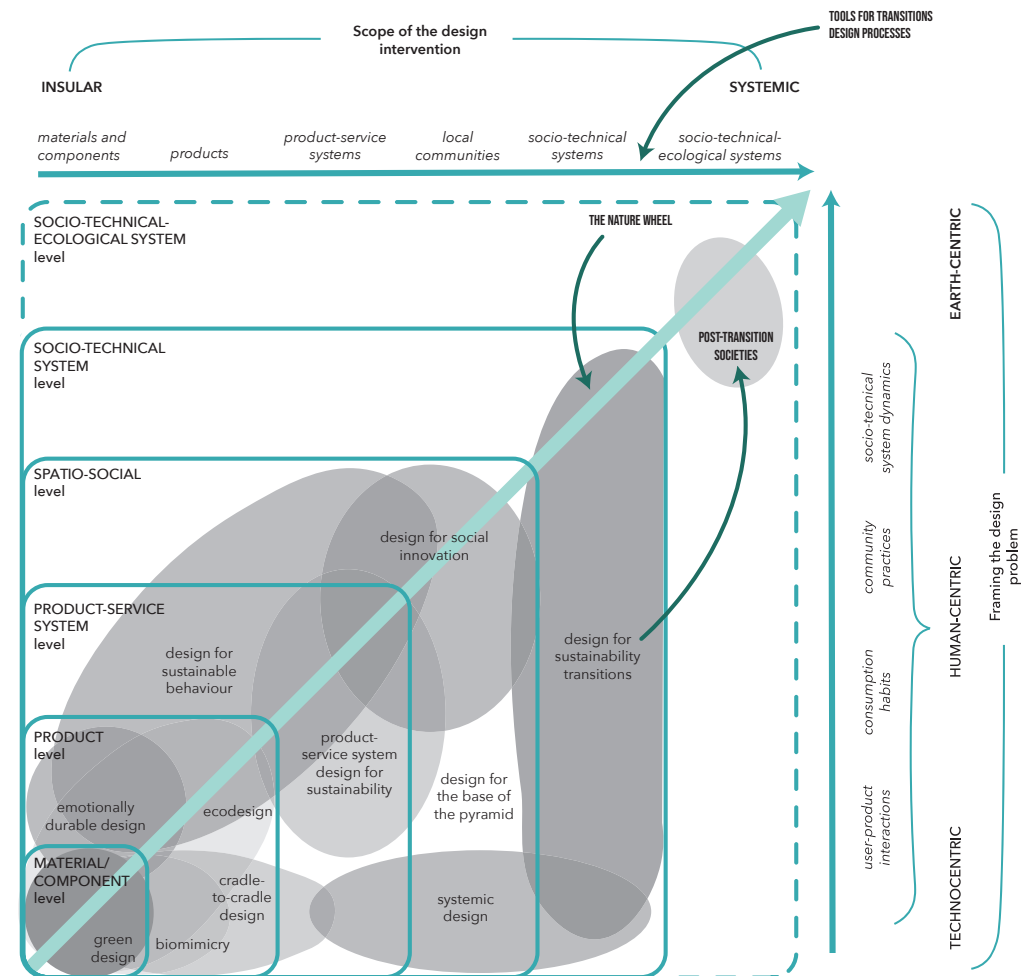 TOOLS FOR TRANSITIONS
DESIGN PROCESSES
Scope of the design
intervention
INSULAR
SYSTEMIC
materials and
components
products
product-service
systems
local
communities
socio-technical
systems
socio-technical-
ecological systems
SOCIO-TECHNICAL-
ECOLOGICAL SYSTEM
level
THE NATURE WHEEL
POST-TRANSITION
SOCIETIES
SOCIO-TECHNICAL
SYSTEM
level
SPATIO-SOCIAL
level
design for social
innovation
PRODUCT-SERVICE
SYSTEM
level
design for
sustainable
behaviour
design for
sustainability
transitions
PRODUCT
level
product-
service system
design for
sustainability
design for
the base of
the pyramid
emotionally
durable design
ecodesign
MATERIAL/
COMPONENT
level
cradle-
to-cradle
design
systemic
design
green
design
biomimicry
EARTH-CENTRIC
HUMAN-CENTRIC
TECHNOCENTRIC
socio-tecnical
system dynamics
community
practices
consumption
habits
user-product
interactions
Framing the design
problem